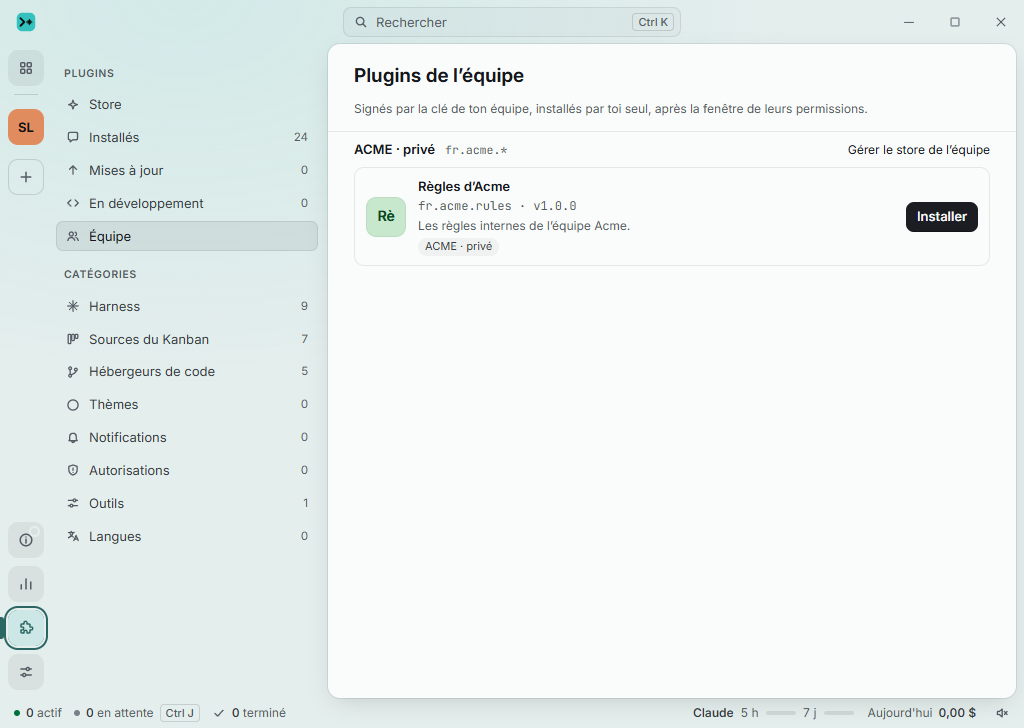 Rechercher
Ctrl K
SL
PLUGINS
Store
Installés 24
Mises à jour 0
En développement 0
Équipe
CATÉGORIES
Harness 9
Sources du Kanban 7
Hébergeurs de code 5
Thèmes 0
Notifications 0
Autorisations 0
Outils 1
Langues 0
Plugins de l’équipe
Signés par la clé de ton équipe, installés par toi seul, après la fenêtre de leurs permissions.
ACME · privé fr.acme.*
Gérer le store de l’équipe
Rè
Règles d’Acme
fr.acme.rules · v1.0.0
Les règles internes de l’équipe Acme.
ACME · privé
Installer
0 actif 0 en attente Ctrl J 0 terminé
Claude 5 h 7 j Aujourd'hui 0,00 $